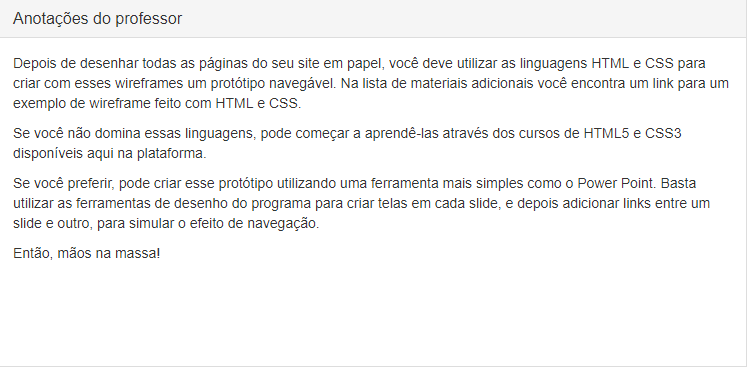 Anotações do professor
Depois de desenhar todas as páginas do seu site em papel, você deve utilizar as linguagens HTML e CSS para
criar com esses wireframes um protótipo navegável. Na lista de materiais adicionais você encontra um link para um
exemplo de wireframe feito com HTML e CSS.
Se você não domina essas linguagens, pode começar a aprendê-las através dos cursos de HTML5 e CSS3
disponíveis aqui na plataforma.
Se você preferir, pode criar esse protótipo utilizando uma ferramenta mais simples como o Power Point. Basta
utilizar as ferramentas de desenho do programa para criar telas em cada slide, e depois adicionar links entre um
slide e outro, para simular o efeito de navegação.
Então, mãos na massa!